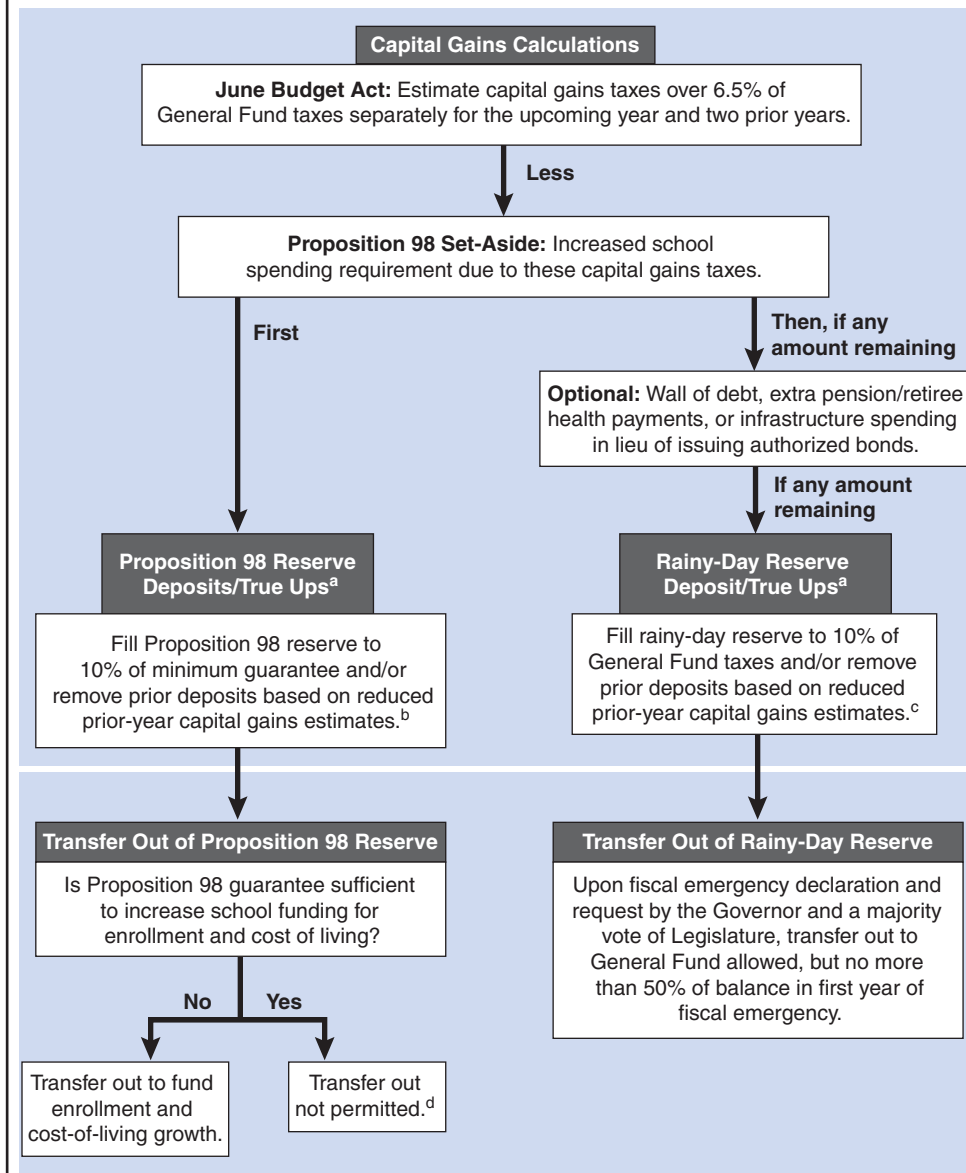 Capital Gains Calculations
June Budget Act: Estimate capital gains taxes over 6.5% of
General Fund taxes separately for the upcoming year and two prior years.
Less
Proposition 98 Set-Aside: Increased school
spending requirement due to these capital gains taxes.
First
Then, if any
amount remaining
Optional: Wall of debt, extra pension/retiree
health payments, or infrastructure spending
in lieu of issuing authorized bonds.
If any amount
remaining
Proposition 98 Reserve
Deposits/True Upsa
Fill Proposition 98 reserve to
10% of minimum guarantee and/or
remove prior deposits based on reduced
prior-year capital gains estimates.b
Rainy-Day Reserve
Deposit/True Upsa
Fill rainy-day reserve to 10% of
General Fund taxes and/or remove
prior deposits based on reduced
prior-year capital gains estimates.c
Transfer Out of Proposition 98 Reserve
Is Proposition 98 guarantee sufficient
to increase school funding for
enrollment and cost of living?
No
Yes
Transfer out to fund
enrollment and
cost-of-living growth.
Transfer out
not permitted.d
Transfer Out of Rainy-Day Reserve
Upon fiscal emergency declaration and
request by the Governor and a majority
vote of Legislature, transfer out to
General Fund allowed, but no more
than 50% of balance in first year of
fiscal emergency.